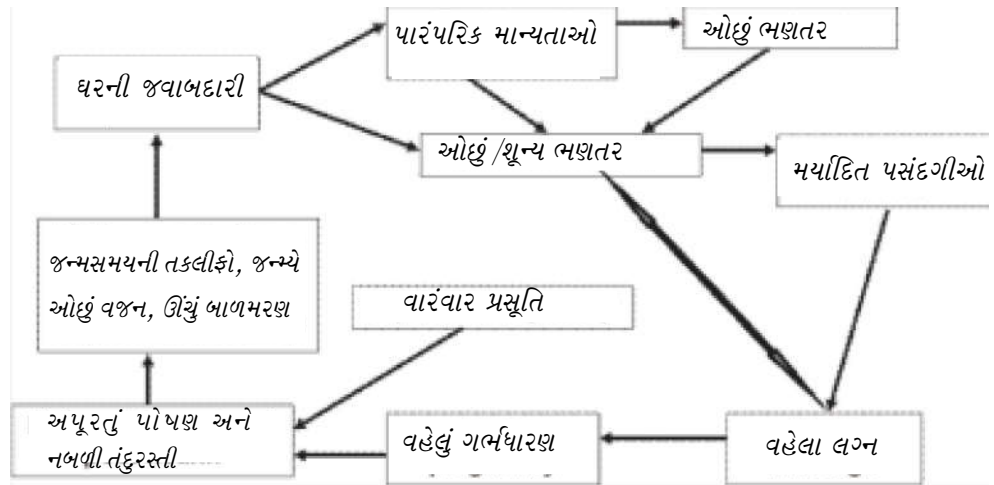 પારંપરિક માન્યતાઓ
ઓછું ભણતર
ઘરની જવાબદારી
ઓછું /શૂન્ય ભણતર
મર્યાદિત પસંદગીઓ
જન્મસમયની તકલીફો, જન્મ્યે
ઓછું વજન, ઊંચું બાળમરણ
વારંવાર પ્રસૂતિ
અપૂરતું પોષણ અને
નબળી તંદુરસ્તી
વહેલું ગર્ભધારણ
વહેલા લગ્ન